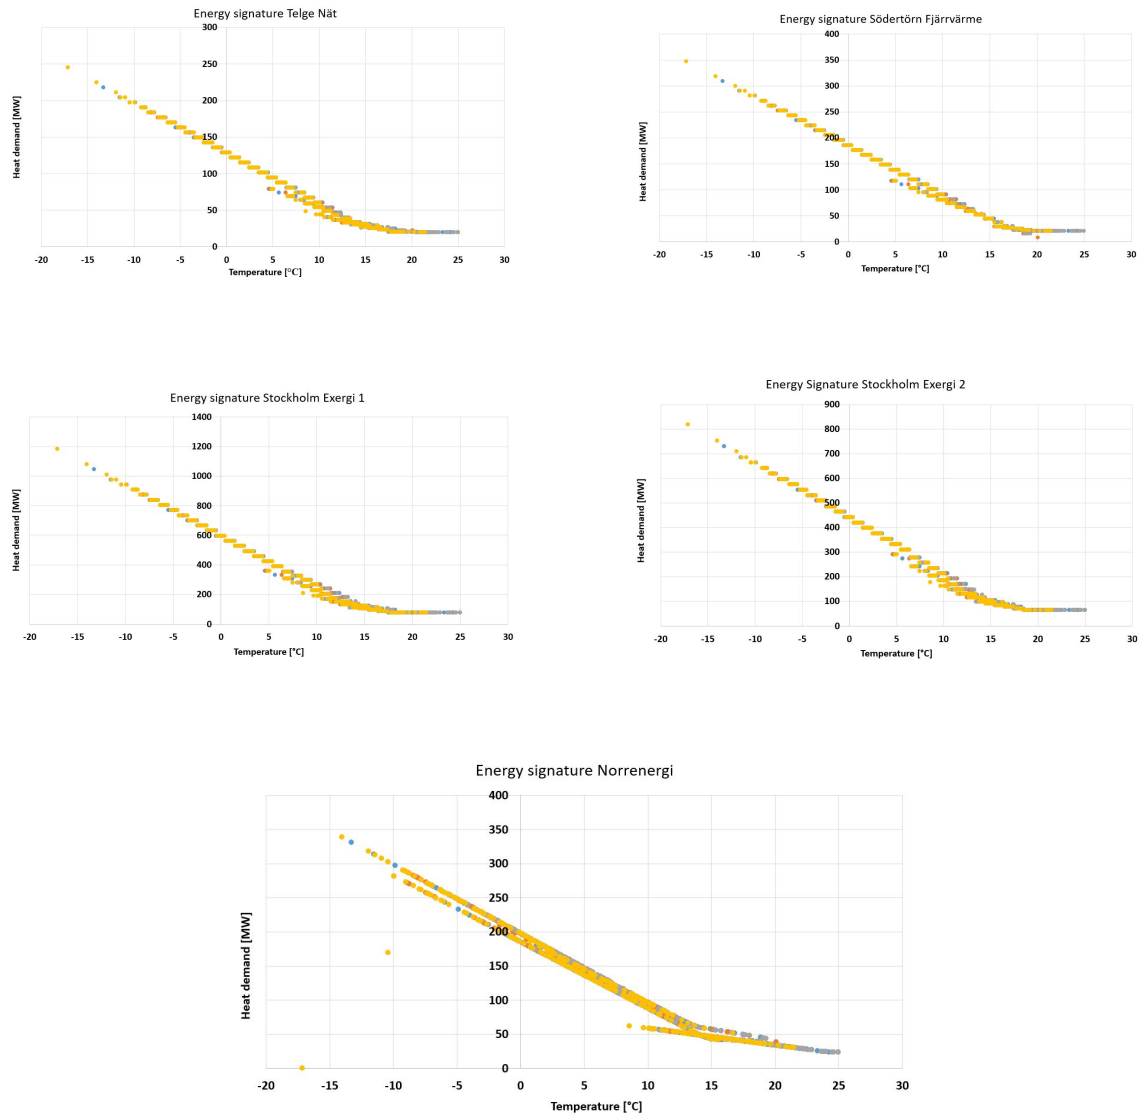 Energy signature Telge Nät
300
250
200
150
100
50
0
-20 -15 -10 -5 0 5 10 15 20 25 30
Heat demand [MW]
Temperature [°C]
Energy signature Södertörn Fjärrvärme
400
350
300
250
200
150
100
50
0
-20 -15 -10 -5 0 5 10 15 20 25 30
Heat demand [MW]
Temperature [°C]
Energy signature Stockholm Exergi 1
1400
1200
1000
800
600
400
200
0
-20 -15 -10 -5 0 5 10 15 20 25 30
Heat demand [MW]
Temperature [°C]
Energy Signature Stockholm Exergi 2
900
800
700
600
500
400
300
200
100
0
-20 -15 -10 -5 0 5 10 15 20 25 30
Heat demand [MW]
Temperature [°C]
Energy signature Norrenergi
400
350
300
250
200
150
100
50
0
-20 -15 -10 -5 0 5 10 15 20 25 30
Heat demand [MW]
Temperature [°C]